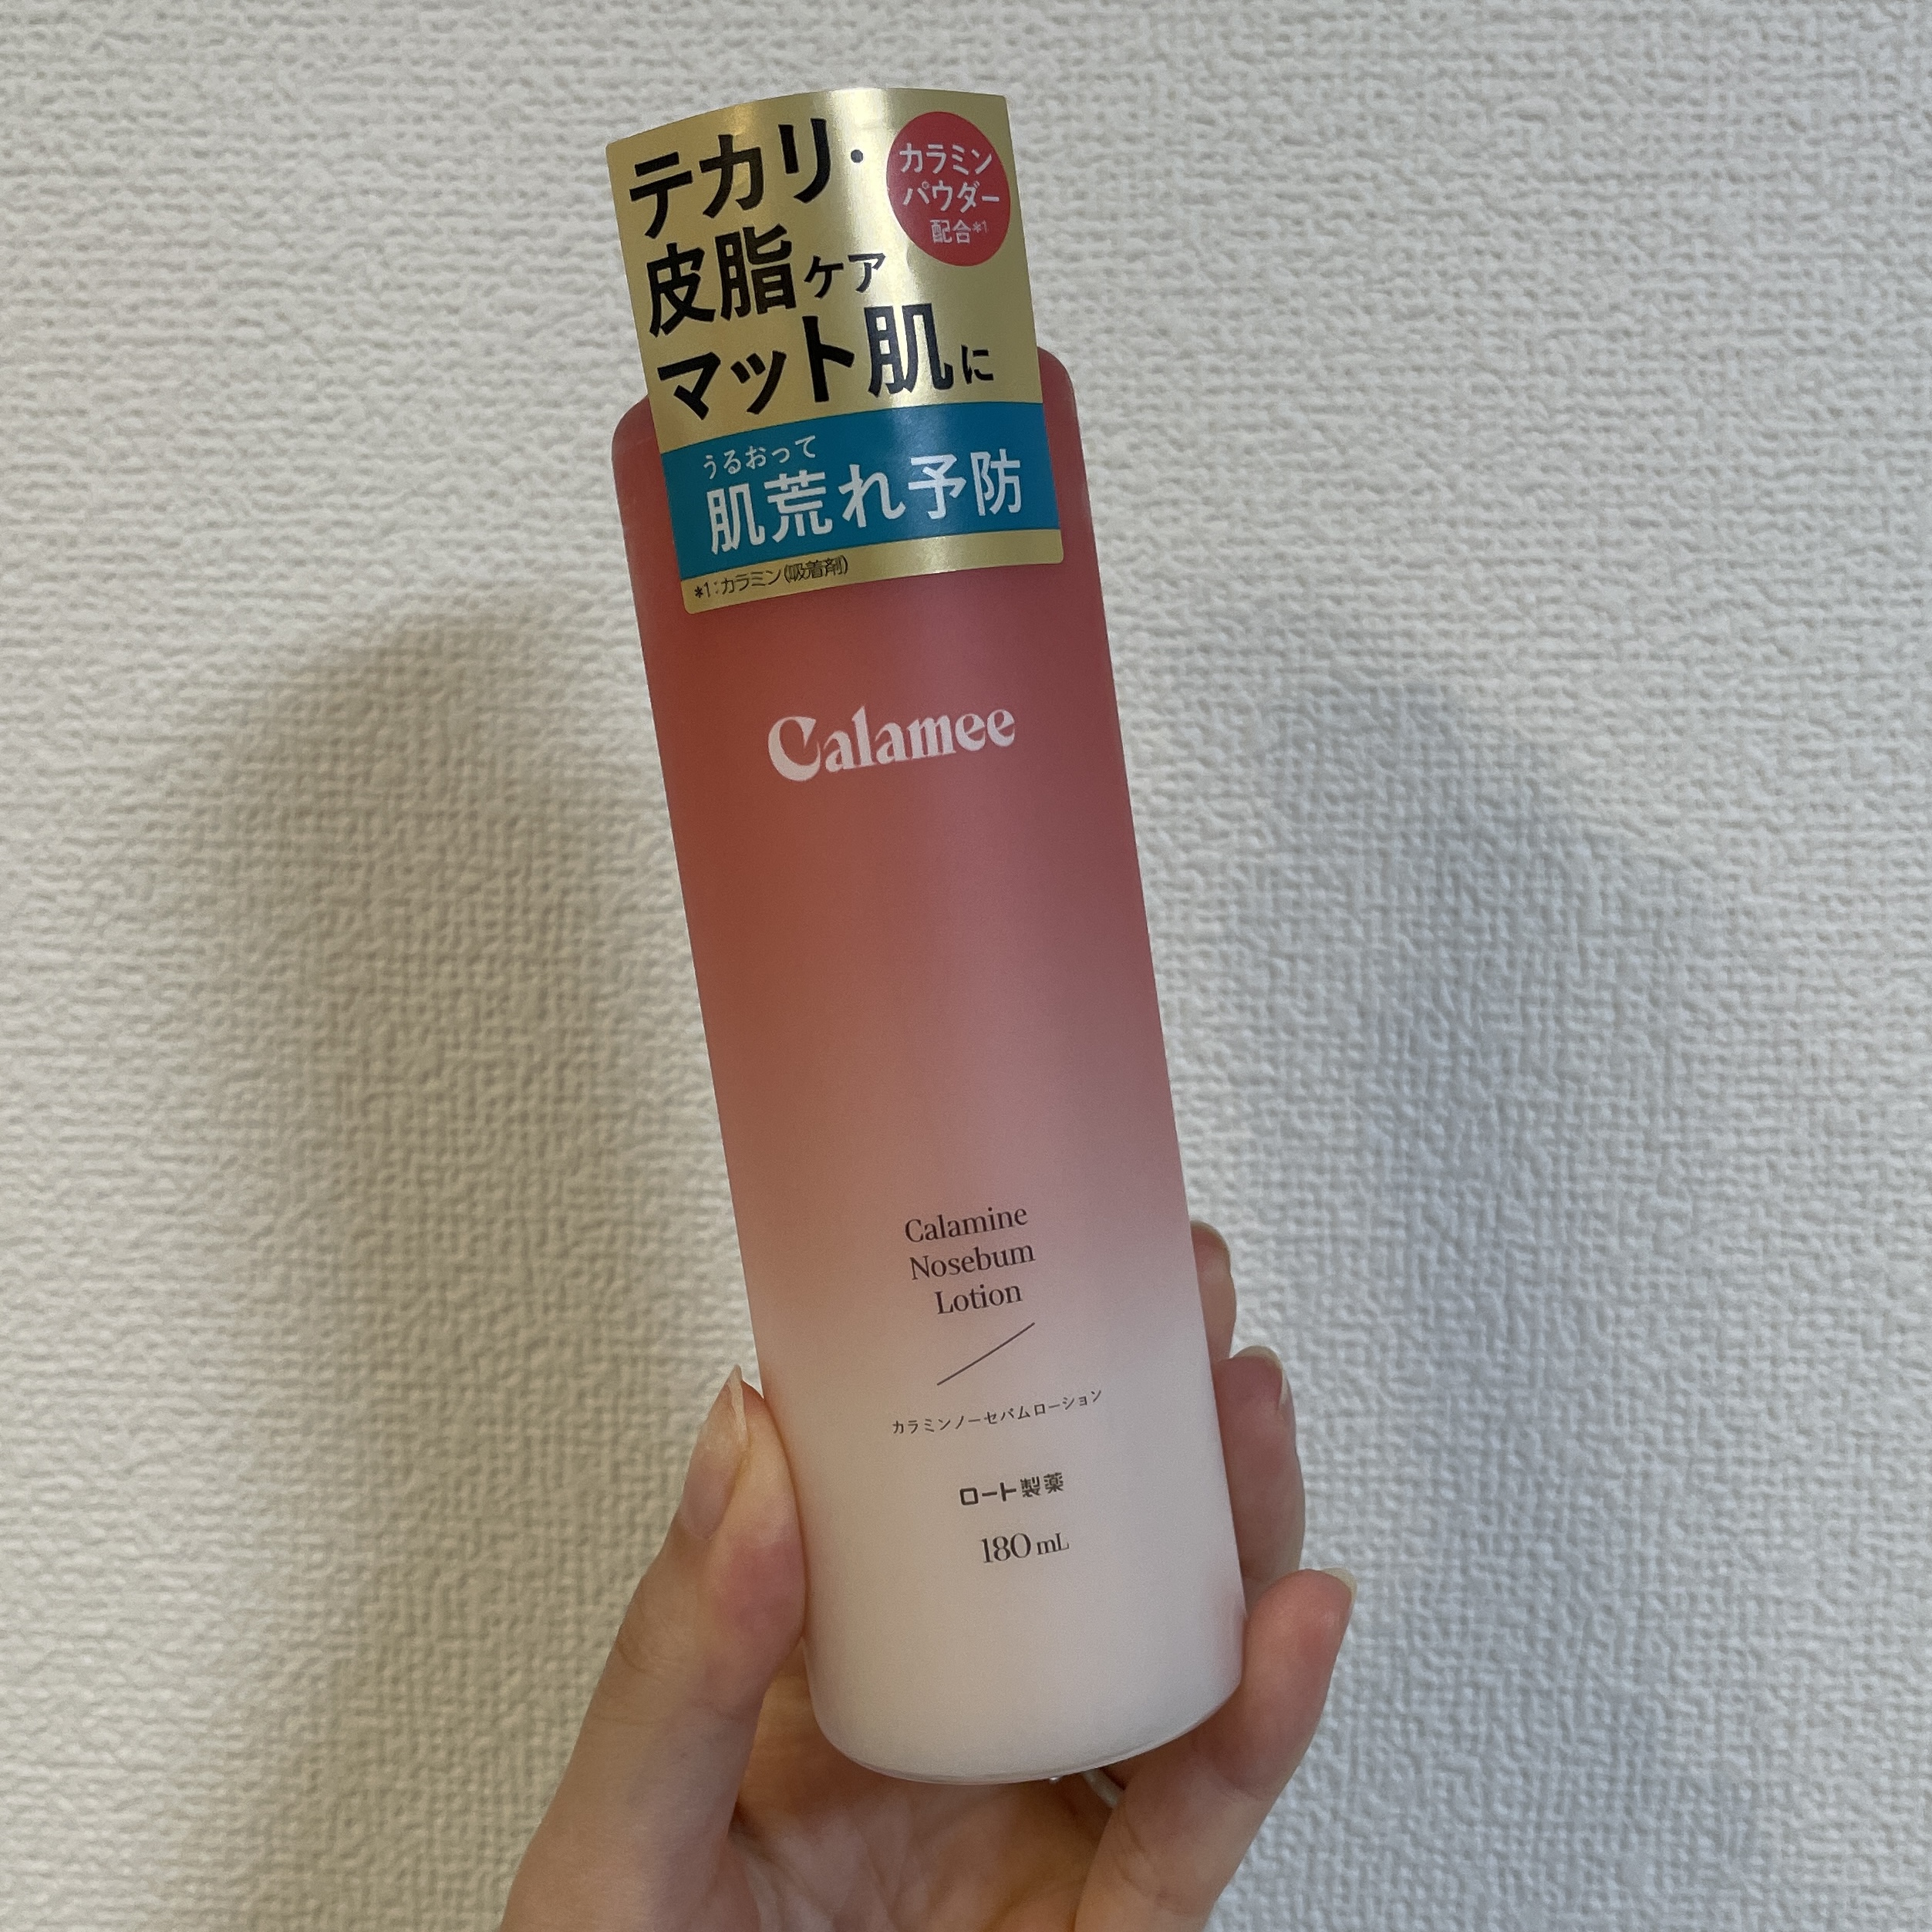 テカリ・
皮脂ケア
マット肌に
カラミン
パウダー
配合*1
うるおって
肌荒れ予防
*1:カラミン(吸着剤)
Calamee
Calamine
Nosebum
Lotion
カラミンノーセバムローション
ロート製薬
180mL